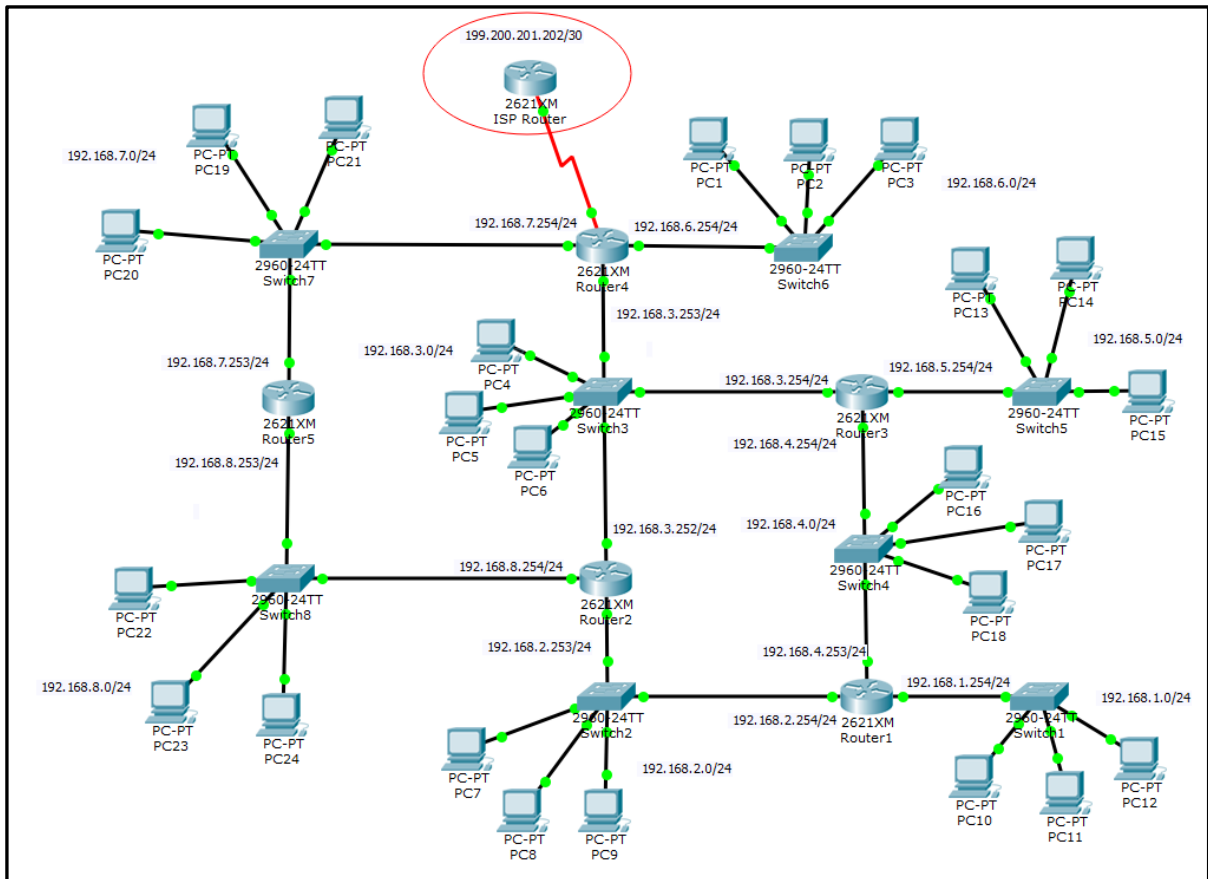 199.200.201.202/30
2621XM
ISP Router
PC-PT
PC19
PC-PT
PC21
192.168.7.0/24
PC-PT
PC20
2960-24TT
Switch7
192.168.7.254/24
192.168.6.254/24
2621XM
Router4
PC-PT
PC1
PC-PT
PC2
PC-PT
PC3
192.168.6.0/24
2960-24TT
Switch6
192.168.3.253/24
192.168.7.253/24
2621XM
Router5
192.168.8.253/24
192.168.3.0/24
PC-PT
PC4
PC-PT
PC5
PC-PT
PC6
2960-24TT
Switch3
192.168.3.254/24
192.168.5.254/24
2621XM
Router3
PC-PT
PC13
PC-PT
PC14
192.168.5.0/24
2960-24TT
Switch5
PC-PT
PC15
192.168.4.254/24
PC-PT
PC16
192.168.4.0/24
2960-24TT
Switch4
PC-PT
PC17
PC-PT
PC18
192.168.3.252/24
192.168.8.254/24
2621XM
Router2
2960-24TT
Switch8
PC-PT
PC22
192.168.8.0/24
PC-PT
PC23
PC-PT
PC24
192.168.2.253/24
2960-24TT
Switch2
192.168.4.253/24
192.168.2.254/24
2621XM
Router1
192.168.1.254/24
192.168.1.0/24
2960-24TT
Switch1
192.168.2.0/24
PC-PT
PC7
PC-PT
PC8
PC-PT
PC9
PC-PT
PC10
PC-PT
PC11
PC-PT
PC12